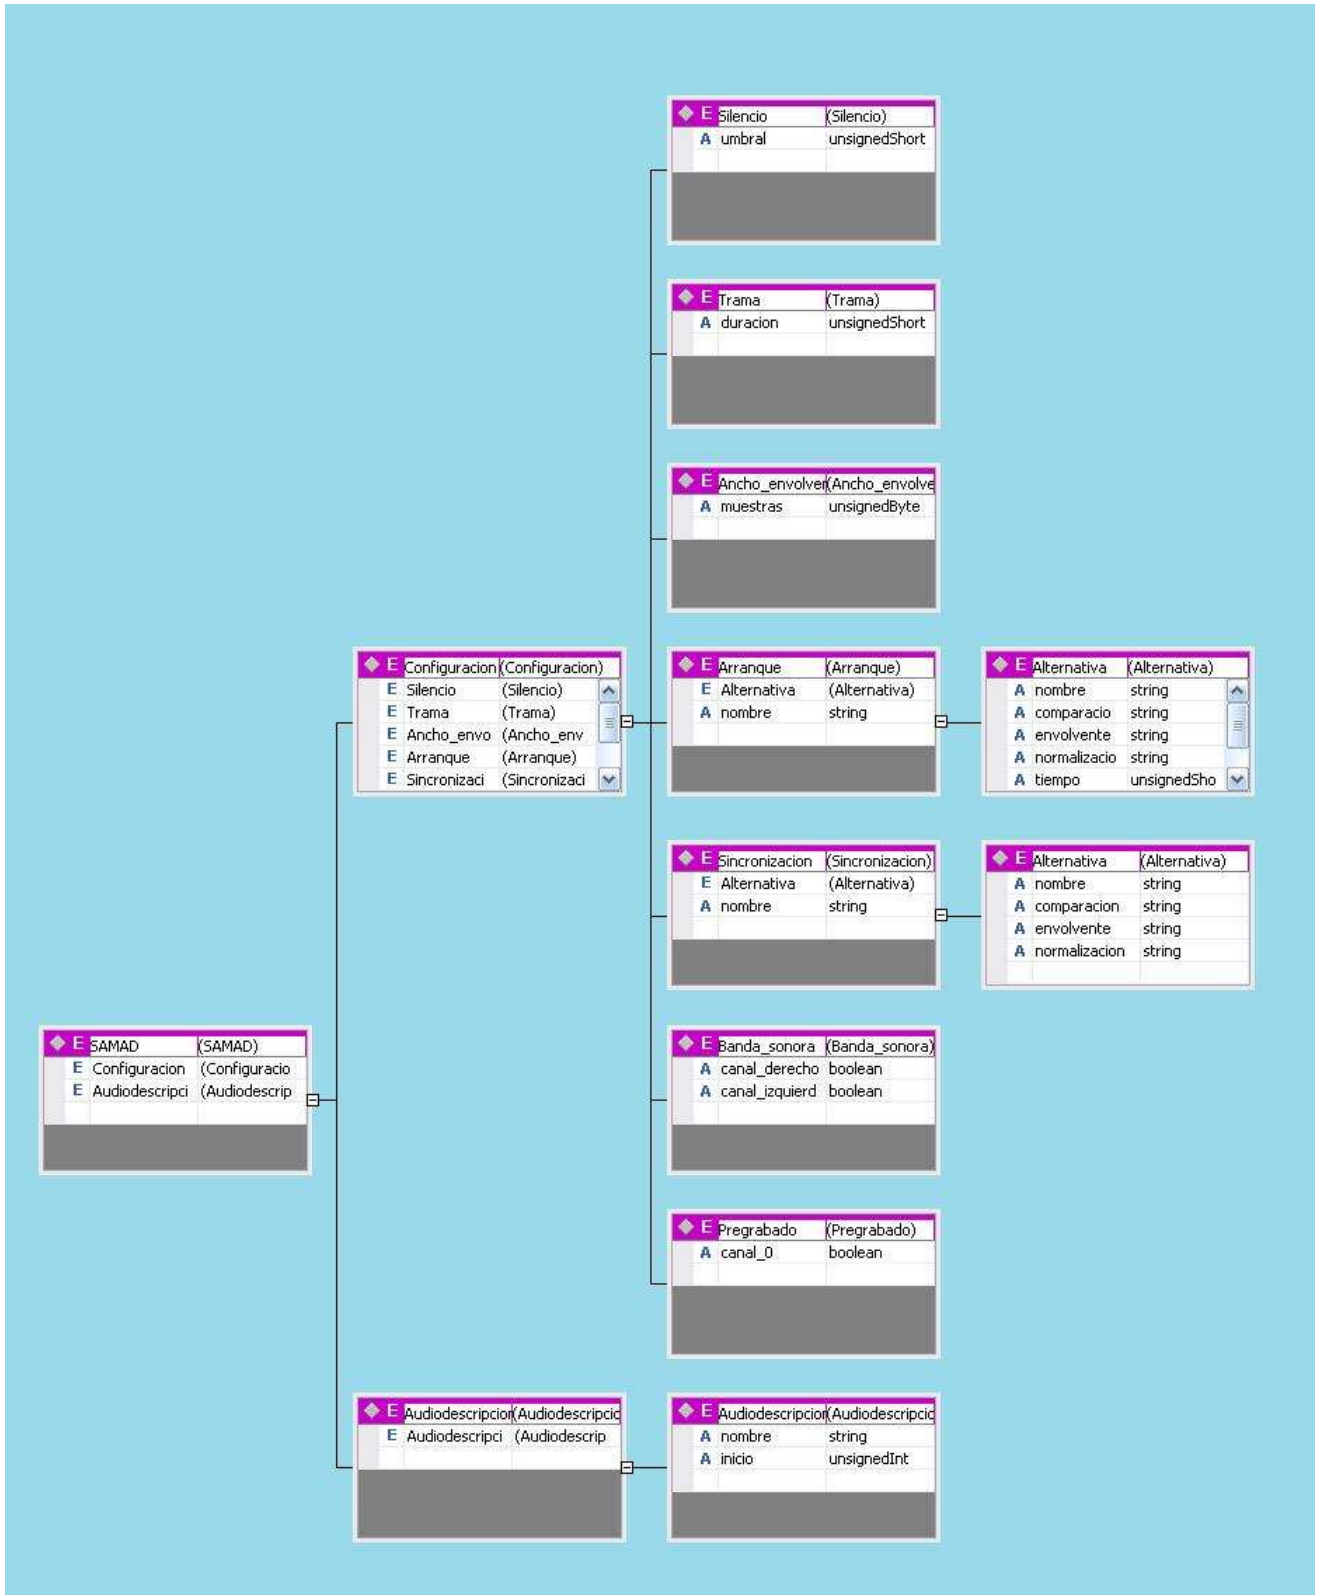 E Silencio (Silencio)
A umbral unsignedShort
E Trama (Trama)
A duracion unsignedShort
E Ancho_envolver (Ancho_envolve
A muestras unsignedByte
E Configuracion (Configuracion)
E Silencio (Silencio)
E Trama (Trama)
E Ancho_envo (Ancho_env
E Arranque (Arranque)
E Sincronizaci (Sincronizaci
E Arranque (Arranque)
E Alternativa (Alternativa)
A nombre string
E Alternativa (Alternativa)
A nombre string
A comparacio string
A envolvente string
A normalizacio string
A tiempo unsignedSho
E Sincronizacion (Sincronizacion)
E Alternativa (Alternativa)
A nombre string
E Alternativa (Alternativa)
A nombre string
A comparacion string
A envolvente string
A normalizacion string
E SAMAD (SAMAD)
E Configuracion (Configuracio
E Audiodescripci (Audiodescrip
E Banda_sonora (Banda_sonora)
A canal_derecho boolean
A canal_izquierd boolean
E Pregrabado (Pregrabado)
A canal_0 boolean
E Audiodescripcion (Audiodescripcio
E Audiodescripci (Audiodescrip
E Audiodescripcion (Audiodescripcio
A nombre string
A inicio unsignedInt